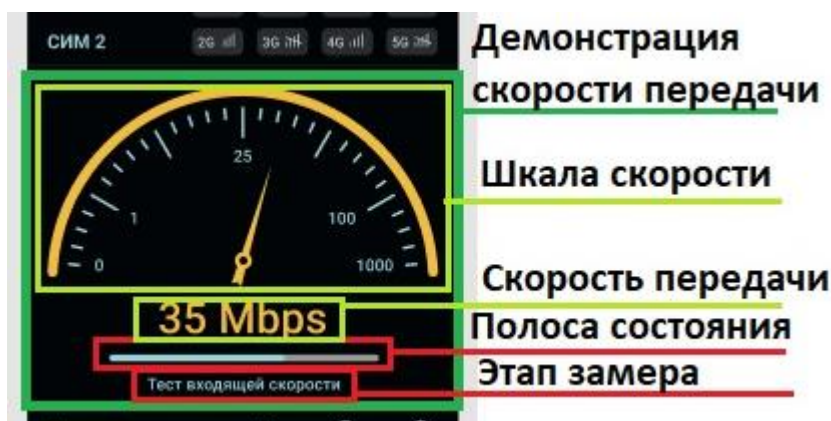 СИМ 2
2G
3G
4G
5G
Демонстрация
скорости передачи
25
Шкала скорости
1
100
0
1000
Скорость передачи
35 Mbps
Полоса состояния
Этап замера
Тест входящей скорости